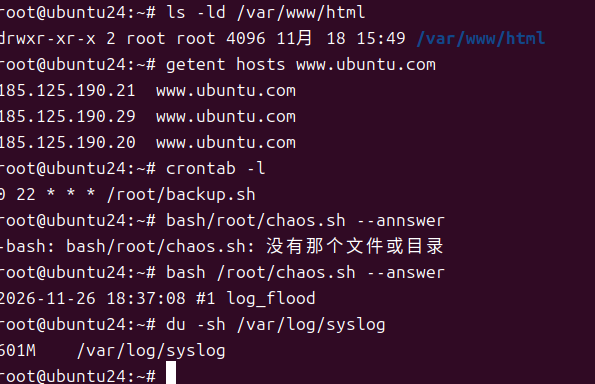 root@ubuntu24:~# ls -ld /var/www/html
drwxr-xr-x 2 root root 4096 11月 18 15:49 /var/www/html
root@ubuntu24:~# getent hosts www.ubuntu.com
185.125.190.21  www.ubuntu.com
185.125.190.29  www.ubuntu.com
185.125.190.20  www.ubuntu.com
root@ubuntu24:~# crontab -l
0 22 * * * /root/backup.sh
root@ubuntu24:~# bash/root/chaos.sh --annswer
-bash: bash/root/chaos.sh: 没有那个文件或目录
root@ubuntu24:~# bash /root/chaos.sh --answer
2026-11-26 18:37:08 #1 log_flood
root@ubuntu24:~# du -sh /var/log/syslog
601M    /var/log/syslog
root@ubuntu24:~#